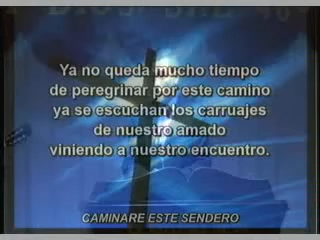 Ya no queda mucho tiempo
de peregrinar por este camino
ya se escuchan los carruajes
de nuestro amado
viniendo a nuestro encuentro.
CAMINARE ESTE SENDERO